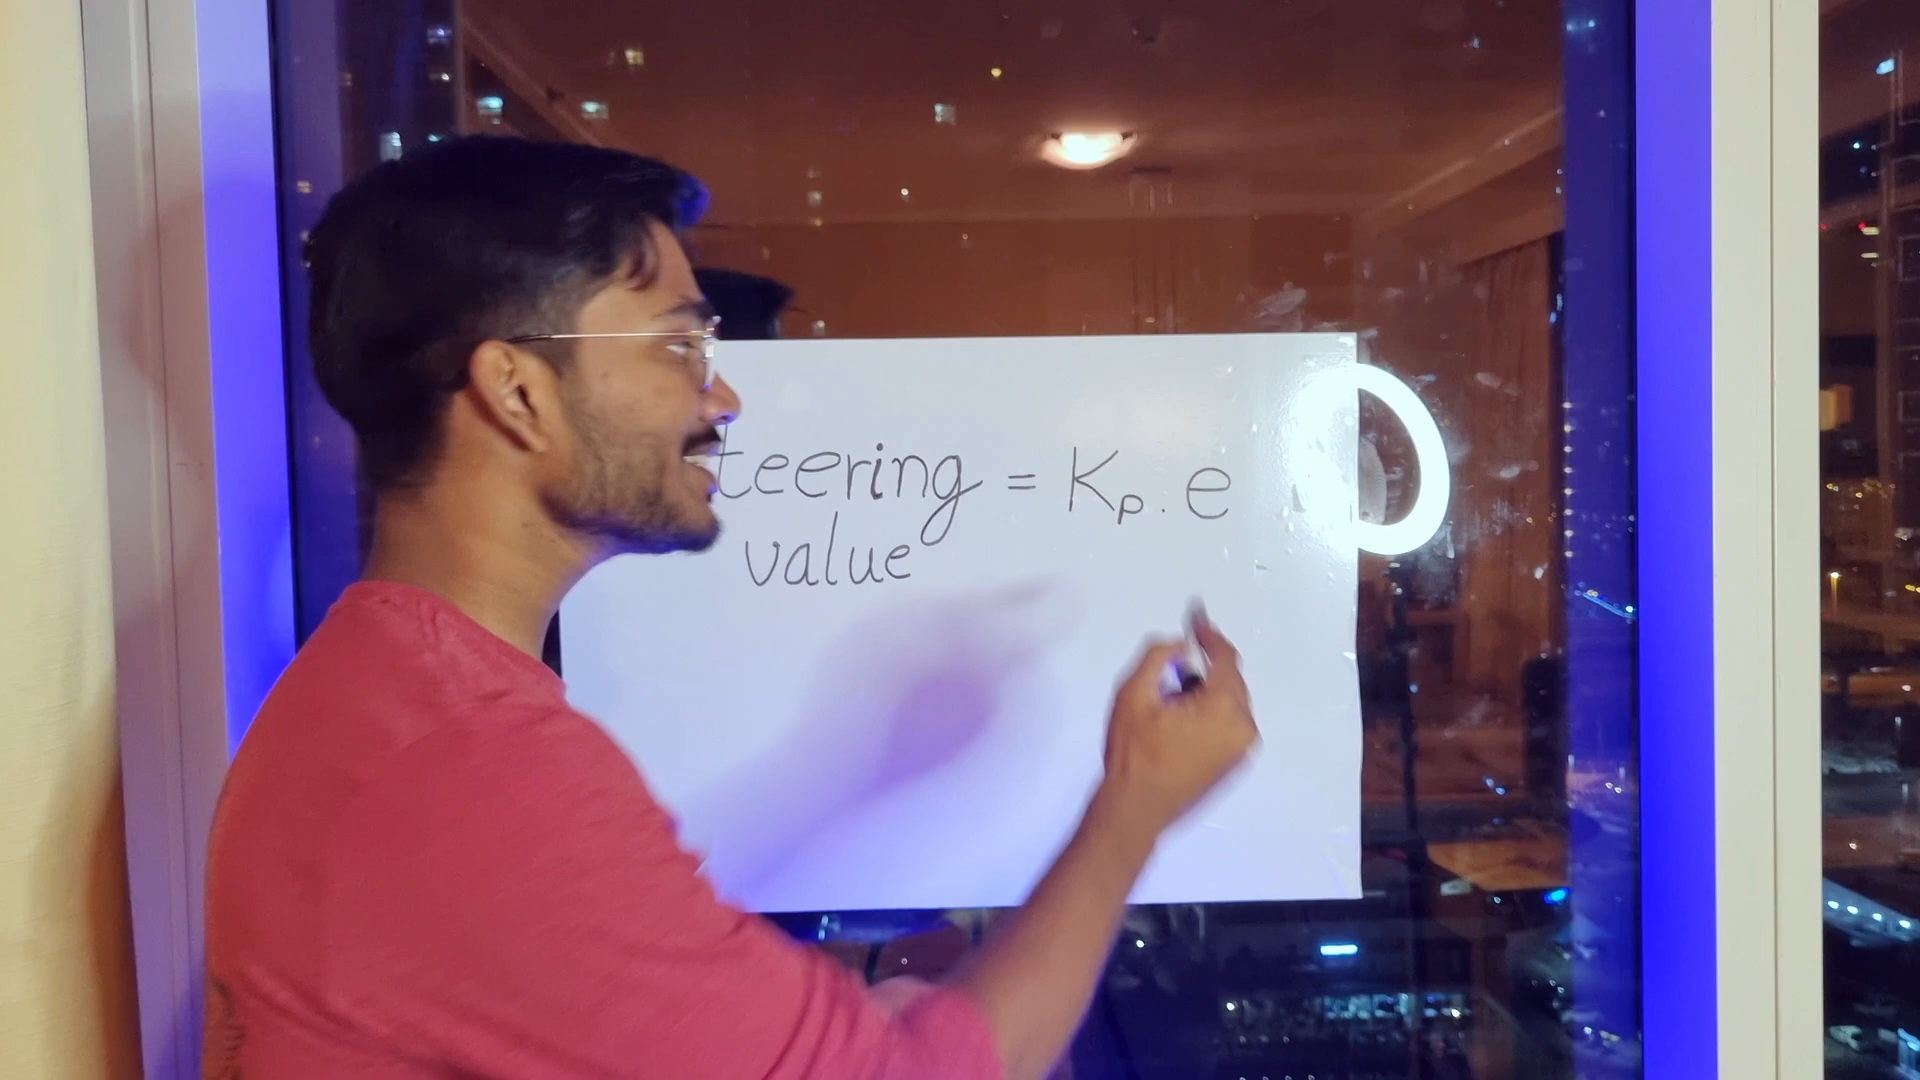 teering = Kp . e
value